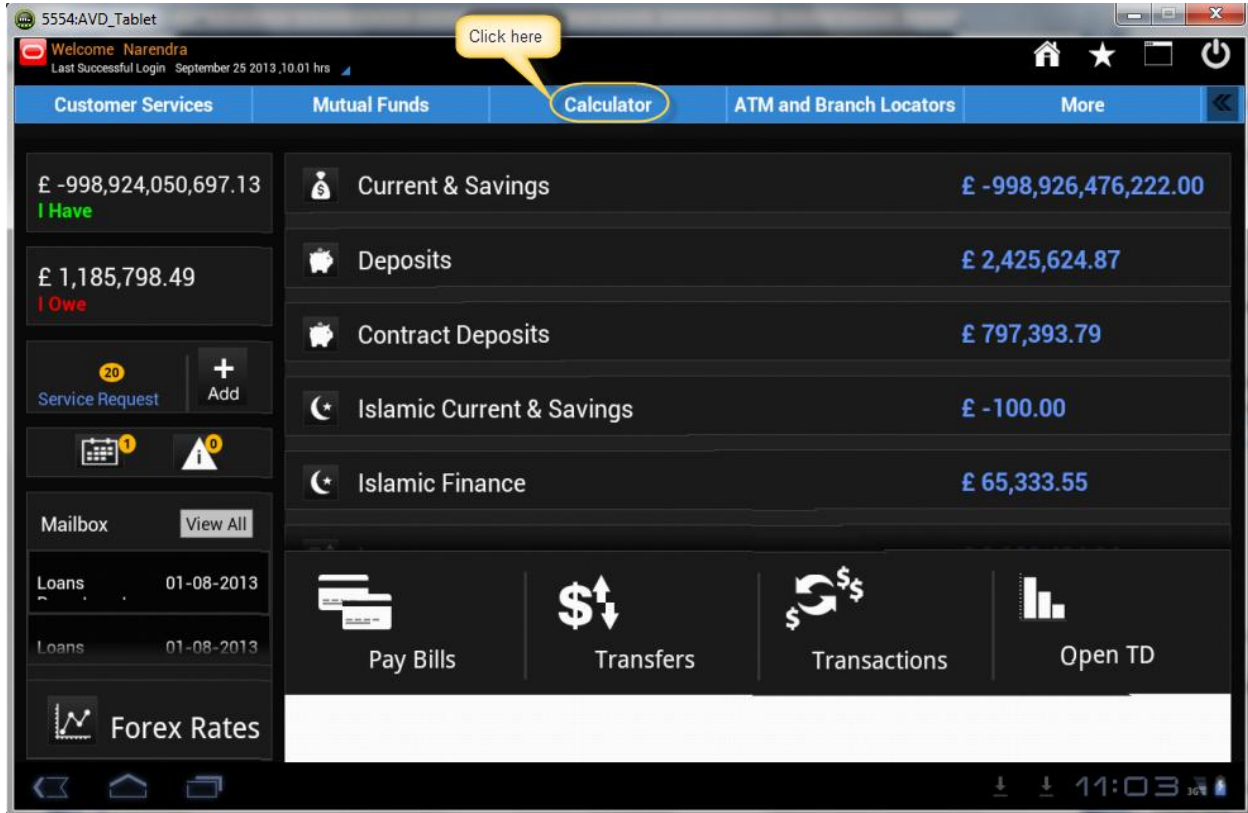 5554:AVD_Tablet
Click here
Welcome Narendra
Last Successful Login September 25 2013 ,10.01 hrs
Customer Services
Mutual Funds
Calculator
ATM and Branch Locators
More
£ -998,924,050,697.13
I Have
£ 1,185,798.49
I Owe
20
Service Request
+
Add
1
0
Mailbox
View All
Loans 01-08-2013
Loans 01-08-2013
Forex Rates
Current & Savings £ -998,926,476,222.00
Deposits £ 2,425,624.87
Contract Deposits £ 797,393.79
Islamic Current & Savings £ -100.00
Islamic Finance £ 65,333.55
Pay Bills
Transfers
Transactions
Open TD
11:03
3G